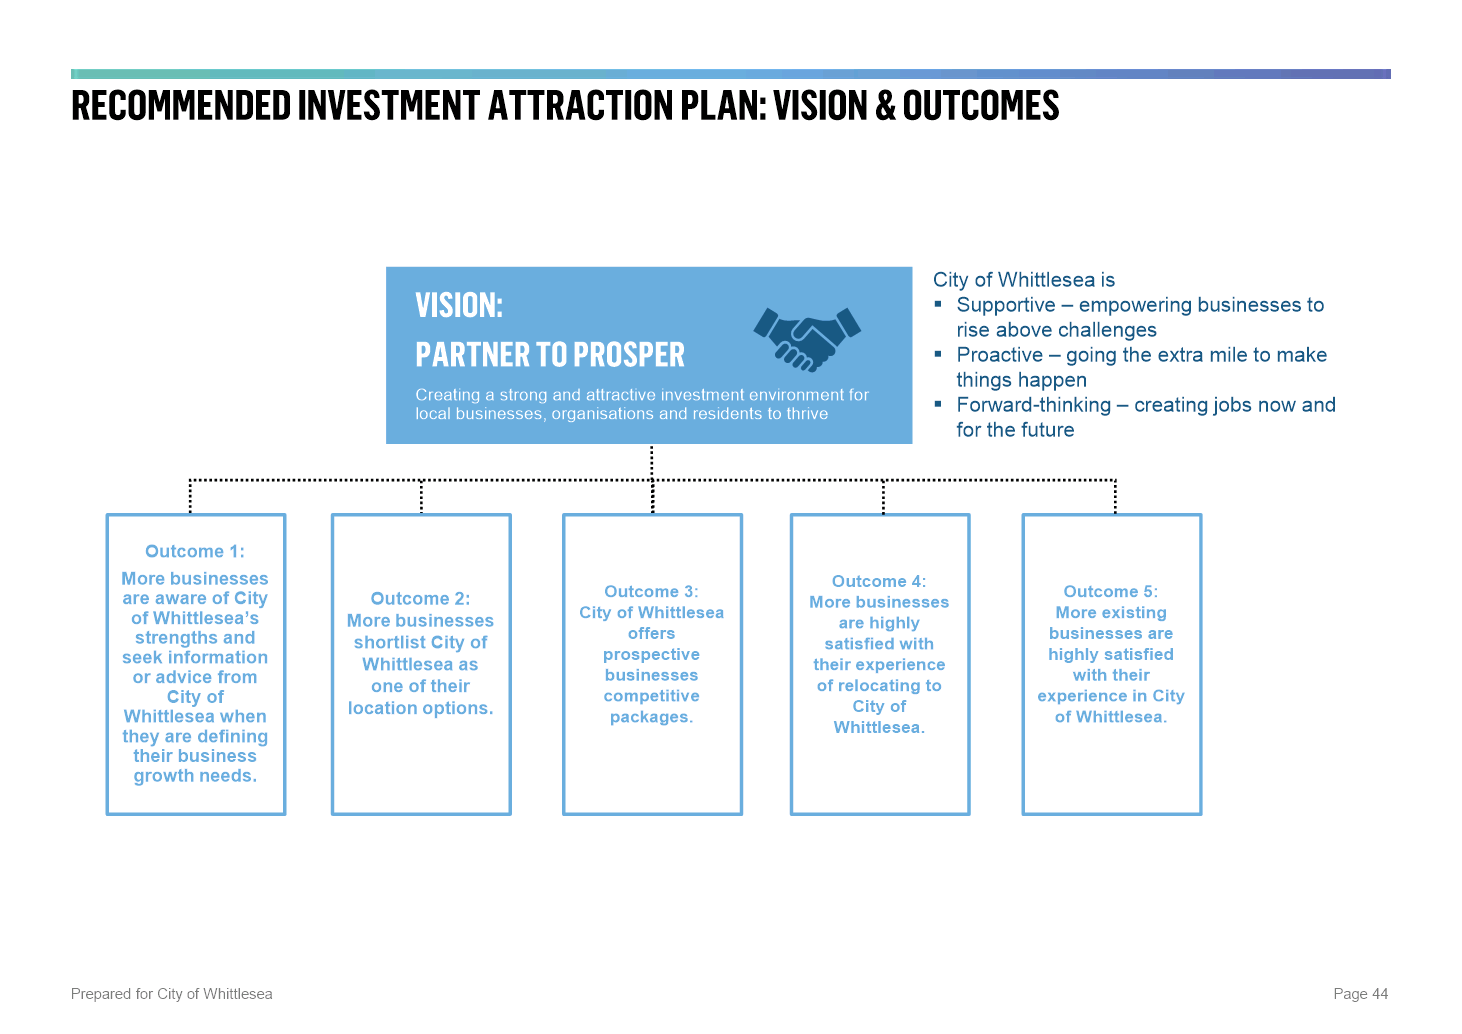 RECOMMENDED INVESTMENT ATTRACTION PLAN: VISION & OUTCOMES
VISION:
PARTNER TO PROSPER
Creating a strong and attractive investment environment for
local businesses, organisations and residents to thrive
City of Whittlesea is
▪ Supportive – empowering businesses to
rise above challenges
▪ Proactive – going the extra mile to make
things happen
▪ Forward-thinking – creating jobs now and
for the future
Outcome 1:
More businesses
are aware of City
of Whittlesea’s
strengths and
seek information
or advice from
City of
Whittlesea when
they are defining
their business
growth needs.
Outcome 2:
More businesses
shortlist City of
Whittlesea as
one of their
location options.
Outcome 3:
City of Whittlesea
offers
prospective
businesses
competitive
packages.
Outcome 4:
More businesses
are highly
satisfied with
their experience
of relocating to
City of
Whittlesea.
Outcome 5:
More existing
businesses are
highly satisfied
with their
experience in City
of Whittlesea.
Prepared for City of Whittlesea
Page 44